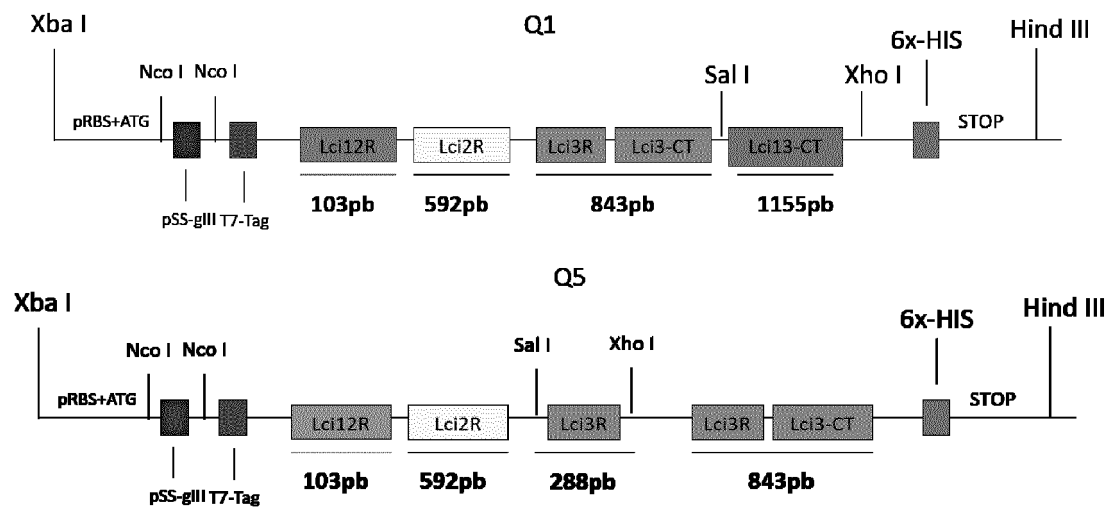 Q1
Xba I
Hind III
6x-HIS
Nco I Nco I
Sal I
Xho I
pRBS+ATG
STOP
Lci12R
Lci2R
Lci3R
Lci3-CT
Lci13-CT
103pb
592pb
843pb
1155pb
pSS-gIII
T7-Tag
Q5
Xba I
Hind III
6x-HIS
Nco I Nco I
Sal I
Xho I
pRBS+ATG
STOP
Lci12R
Lci2R
Lci3R
Lci3R
Lci3-CT
103pb
592pb
288pb
843pb
pSS-gIII
T7-Tag